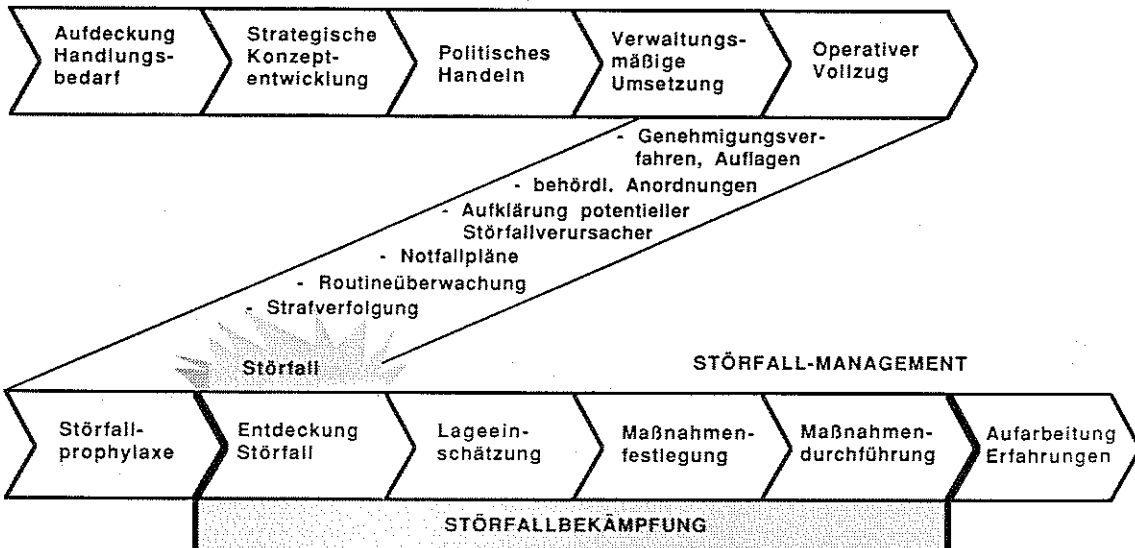 Aufdeckung
Handlungs-
bedarf
Strategische
Konzept-
entwicklung
Politisches
Handeln
Verwaltungs-
mäßige
Umsetzung
Operativer
Vollzug
- Genehmigungsver-
fahren, Auflagen
- behördl. Anordnungen
- Aufklärung potentieller
Störfallverursacher
- Notfallpläne
- Routineüberwachung
- Strafverfolgung
Störfall
STÖRFALL-MANAGEMENT
Störfall-
prophylaxe
Entdeckung
Störfall
Lageein-
schätzung
Maßnahmen-
festlegung
Maßnahmen-
durchführung
Aufarbeitung
Erfahrungen
STÖRFALLBEKÄMPFUNG